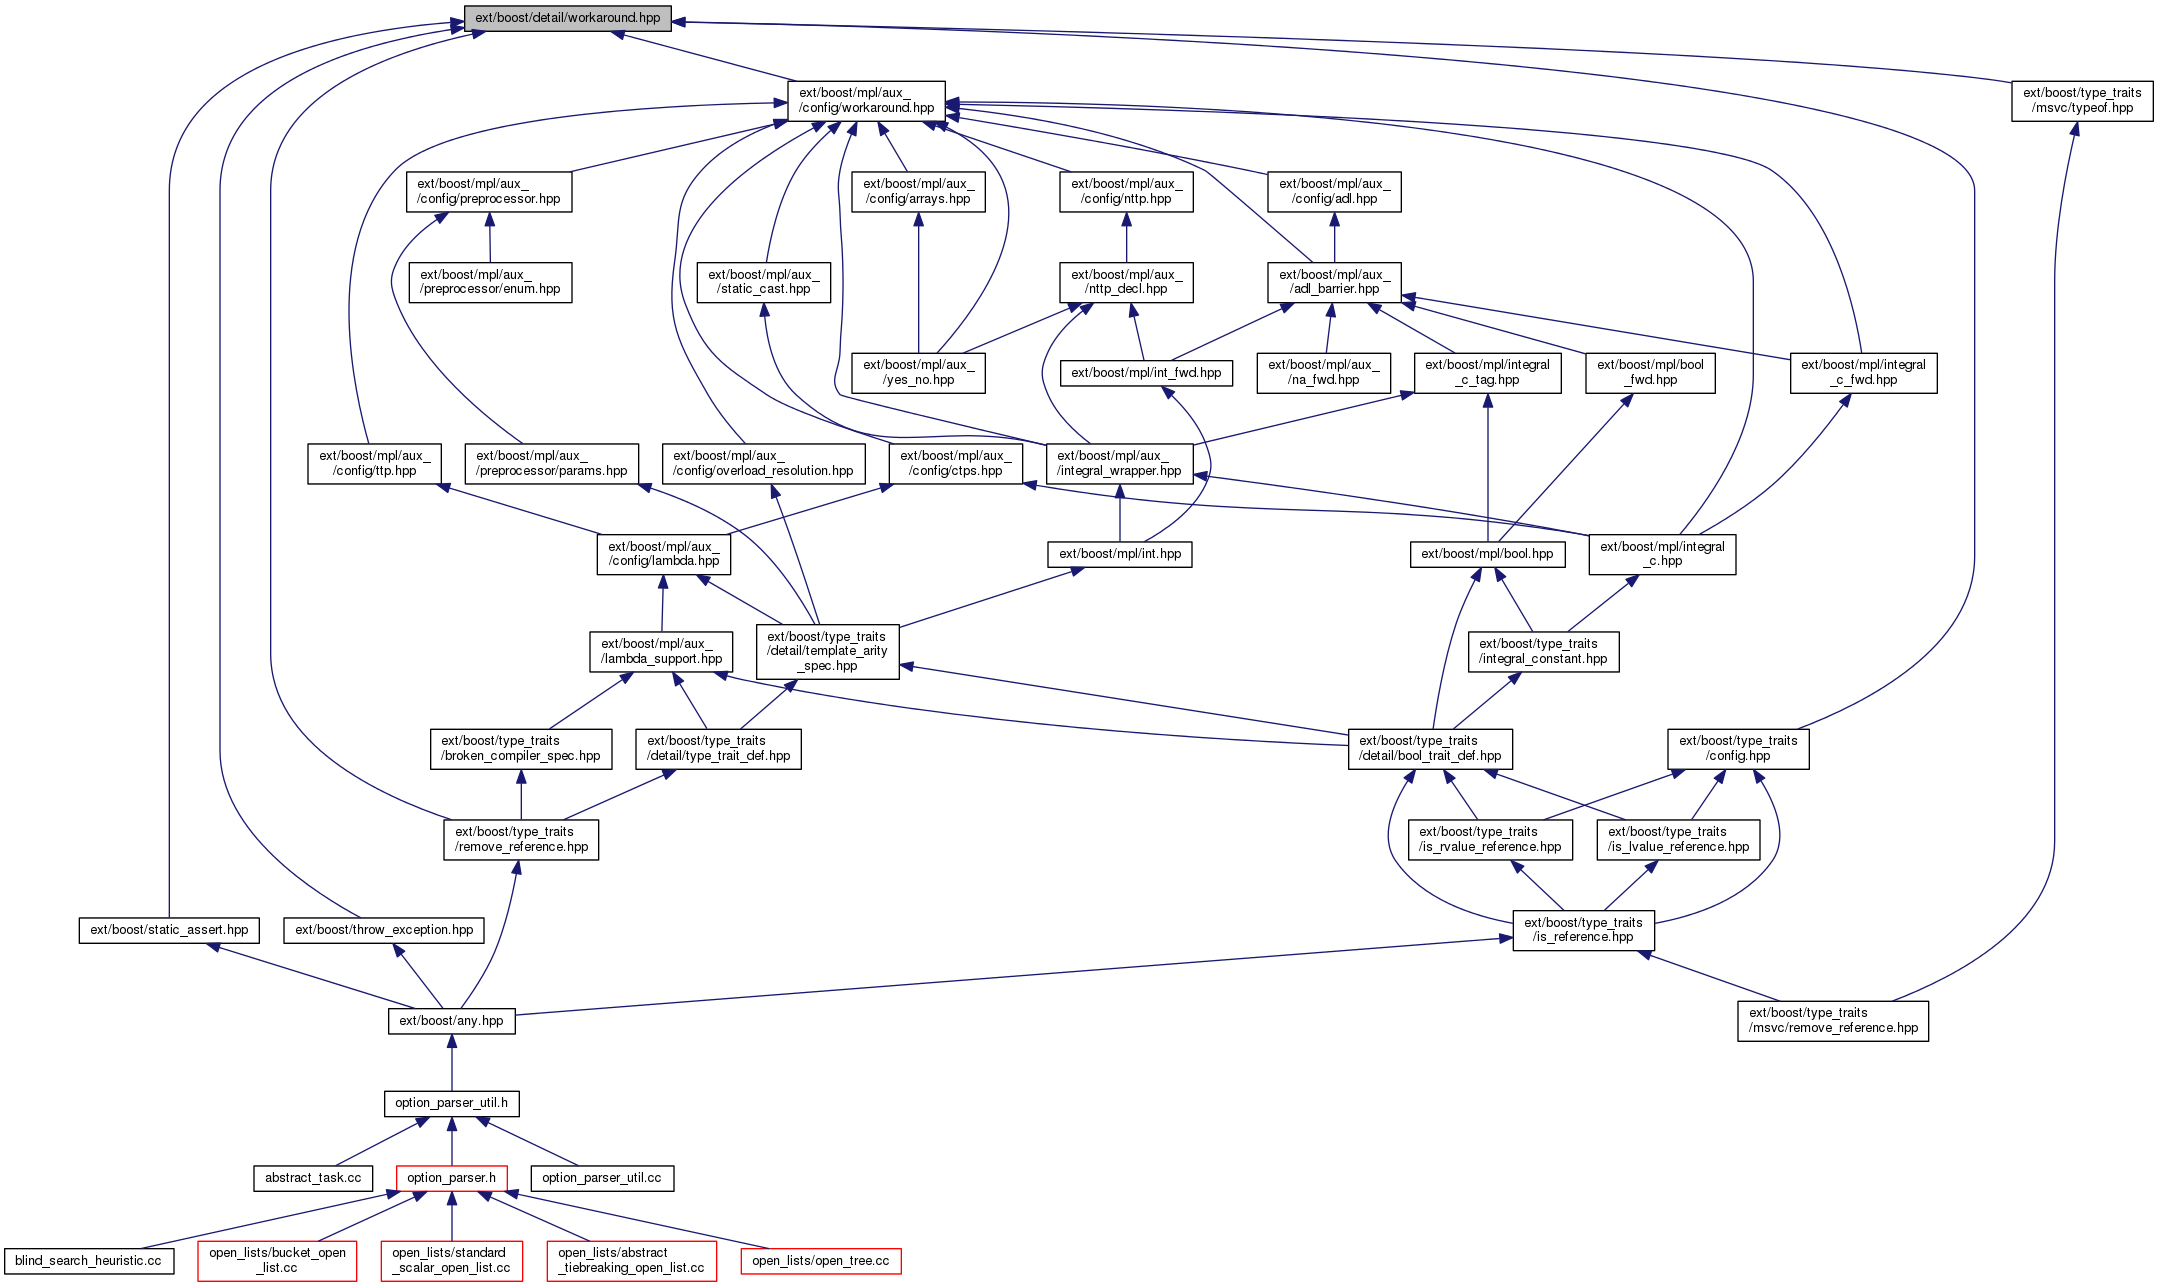 ext/boost/detail/workaround.hpp
ext/boost/mpl/aux_
/config/workaround.hpp
ext/boost/type_traits
/msvc/typeof.hpp
ext/boost/mpl/aux_
/config/preprocessor.hpp
ext/boost/mpl/aux_
/config/arrays.hpp
ext/boost/mpl/aux_
/config/nttp.hpp
ext/boost/mpl/aux_
/config/adl.hpp
ext/boost/mpl/aux_
/preprocessor/enum.hpp
ext/boost/mpl/aux_
/static_cast.hpp
ext/boost/mpl/aux_
/nttp_decl.hpp
ext/boost/mpl/aux_
/adl_barrier.hpp
ext/boost/mpl/aux_
/yes_no.hpp
ext/boost/mpl/int_fwd.hpp
ext/boost/mpl/aux_
/na_fwd.hpp
ext/boost/mpl/integral
_c_tag.hpp
ext/boost/mpl/bool
_fwd.hpp
ext/boost/mpl/integral
_c_fwd.hpp
ext/boost/mpl/aux_
/config/ttp.hpp
ext/boost/mpl/aux_
/preprocessor/params.hpp
ext/boost/mpl/aux_
/config/overload_resolution.hpp
ext/boost/mpl/aux_
/config/ctps.hpp
ext/boost/mpl/aux_
/integral_wrapper.hpp
ext/boost/mpl/aux_
/config/lambda.hpp
ext/boost/mpl/int.hpp
ext/boost/mpl/bool.hpp
ext/boost/mpl/integral
_c.hpp
ext/boost/mpl/aux_
/lambda_support.hpp
ext/boost/type_traits
/detail/template_arity
_spec.hpp
ext/boost/type_traits
/integral_constant.hpp
ext/boost/type_traits
/broken_compiler_spec.hpp
ext/boost/type_traits
/detail/type_trait_def.hpp
ext/boost/type_traits
/detail/bool_trait_def.hpp
ext/boost/type_traits
/config.hpp
ext/boost/type_traits
/remove_reference.hpp
ext/boost/type_traits
/is_rvalue_reference.hpp
ext/boost/type_traits
/is_lvalue_reference.hpp
ext/boost/static_assert.hpp
ext/boost/throw_exception.hpp
ext/boost/type_traits
/is_reference.hpp
ext/boost/any.hpp
ext/boost/type_traits
/msvc/remove_reference.hpp
option_parser_util.h
abstract_task.cc
option_parser.h
option_parser_util.cc
blind_search_heuristic.cc
open_lists/bucket_open
_list.cc
open_lists/standard
_scalar_open_list.cc
open_lists/abstract
_tiebreaking_open_list.cc
open_lists/open_tree.cc